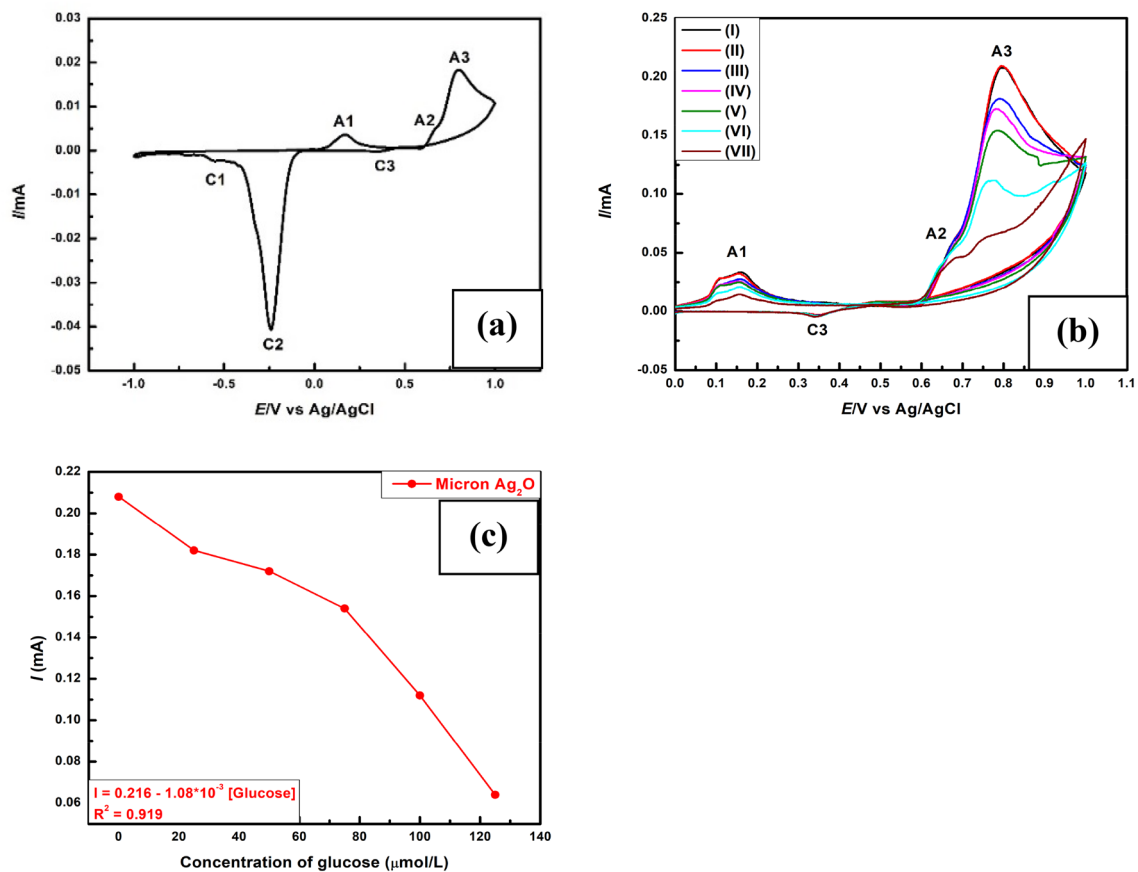 0.03
0.02
0.01
0.00
-0.01
-0.02
-0.03
-0.04
-0.05
I/mA
A1
A2
A3
C1
C2
C3
(a)
-1.0 -0.5 0.0 0.5 1.0
E/V vs Ag/AgCl
0.25
0.20
0.15
0.10
0.05
0.00
-0.05
I/mA
(I)
(II)
(III)
(IV)
(V)
(VI)
(VII)
A3
A2
A1
C3
(b)
0.0 0.1 0.2 0.3 0.4 0.5 0.6 0.7 0.8 0.9 1.0 1.1
E/V vs Ag/AgCl
0.22
0.20
0.18
0.16
0.14
0.12
0.10
0.08
0.06
I (mA)
Micron Ag₂O
(c)
I = 0.216 - 1.08*10⁻³ [Glucose]
R² = 0.919
0 20 40 60 80 100 120 140
Concentration of glucose (μmol/L)